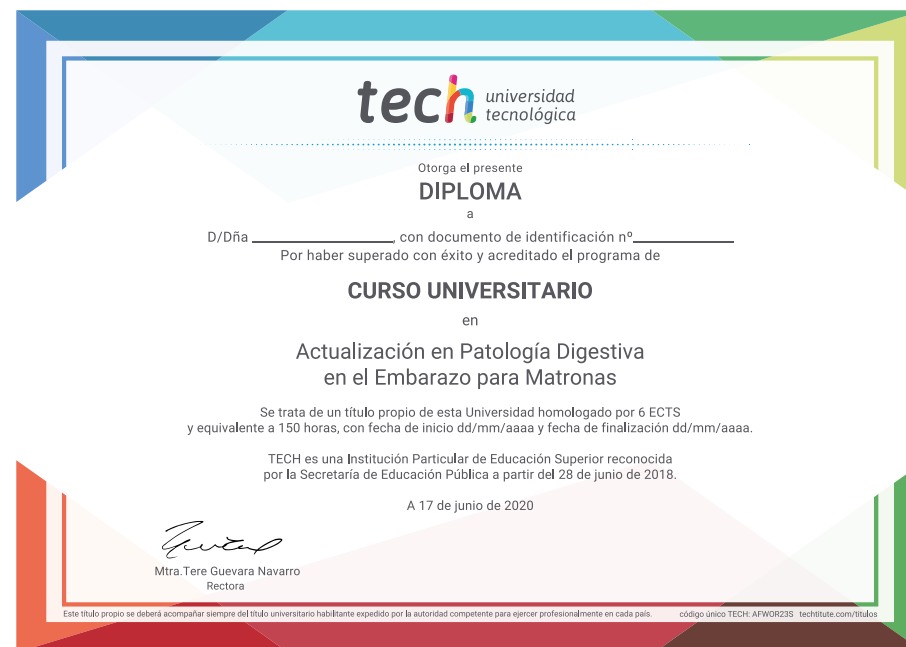 tech universidad
tecnológica
Otorga el presente
DIPLOMA
a
D/Dña ____________________, con documento de identificación nº______________
Por haber superado con éxito y acreditado el programa de
CURSO UNIVERSITARIO
en
Actualización en Patología Digestiva
en el Embarazo para Matronas
Se trata de un título propio de esta Universidad homologado por 6 ECTS
y equivalente a 150 horas, con fecha de inicio dd/mm/aaaa y fecha de finalización dd/mm/aaaa.
TECH es una Institución Particular de Educación Superior reconocida
por la Secretaría de Educación Pública a partir del 28 de junio de 2018.
A 17 de junio de 2020
Mtra.Tere Guevara Navarro
Rectora
Este título propio se deberá acompañar siempre del título universitario habilitante expedido por la autoridad competente para ejercer profesionalmente en cada país. código único TECH: AFWOR23S techtitute.com/titulos